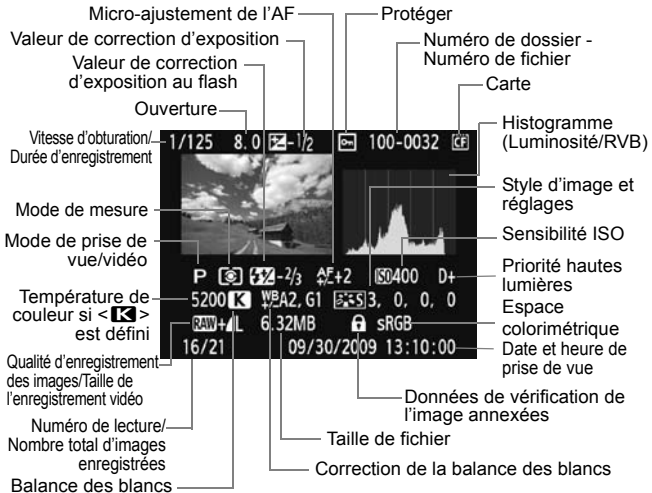 Micro-ajustement de l'AF
Protéger
Valeur de correction d'exposition
Numéro de dossier -
Numéro de fichier
Valeur de correction
d'exposition au flash
Carte
Ouverture
Histogramme
(Luminosité/RVB)
Vitesse d'obturation/
Durée d'enregistrement
1/125 8.0 -1/2 100-0032 CF
Style d'image et
réglages
Mode de mesure
Sensibilité ISO
Mode de prise de
vue/vidéo
P -2/3 AF+2 ISO400 D+
Priorité hautes
lumières
Température de
couleur si <K>
est défini
5200 K WB A2, G1 S 3, 0, 0, 0
Espace
colorimétrique
RAW+L 6.32MB sRGB
Qualité d'enregistrement
des images/Taille de
l'enregistrement vidéo
16/21 09/30/2009 13:10:00
Date et heure de
prise de vue
Données de vérification de
l'image annexées
Numéro de lecture/
Nombre total d'images
enregistrées
Taille de fichier
Correction de la balance des blancs
Balance des blancs